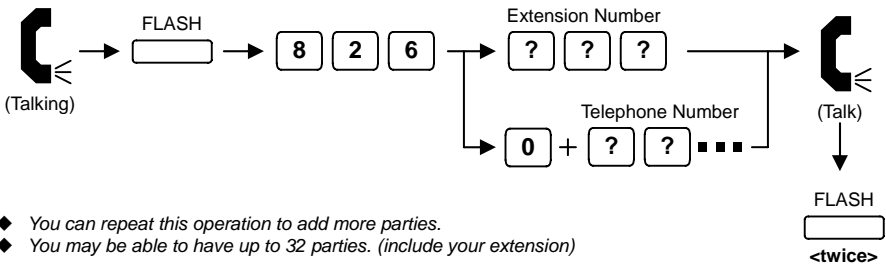 FLASH
8 2 6
Extension Number
? ? ?
(Talking)
Telephone Number
0 + ? ? ■ ■ ■
(Talk)
FLASH
<twice>
◆ You can repeat this operation to add more parties.
◆ You may be able to have up to 32 parties. (include your extension)